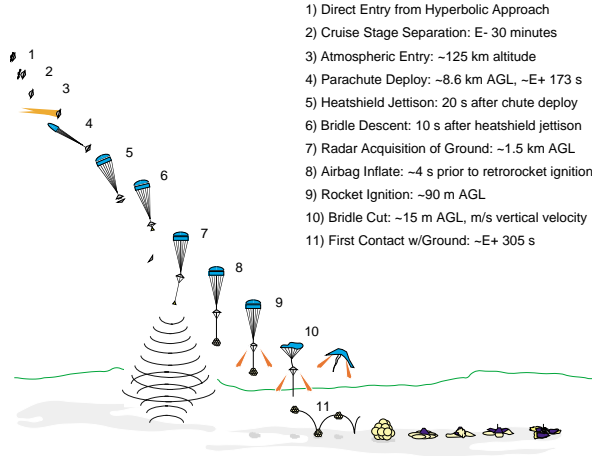 1) Direct Entry from Hyperbolic Approach
2) Cruise Stage Separation: E- 30 minutes
3) Atmospheric Entry: ~125 km altitude
4) Parachute Deploy: ~8.6 km AGL, ~E+ 173 s
5) Heatshield Jettison: 20 s after chute deploy
6) Bridle Descent: 10 s after heatshield jettison
7) Radar Acquisition of Ground: ~1.5 km AGL
8) Airbag Inflate: ~4 s prior to retrorocket ignition
9) Rocket Ignition: ~90 m AGL
10) Bridle Cut: ~15 m AGL, m/s vertical velocity
11) First Contact w/Ground: ~E+ 305 s
1
2
3
4
5
6
7
8
9
10
11